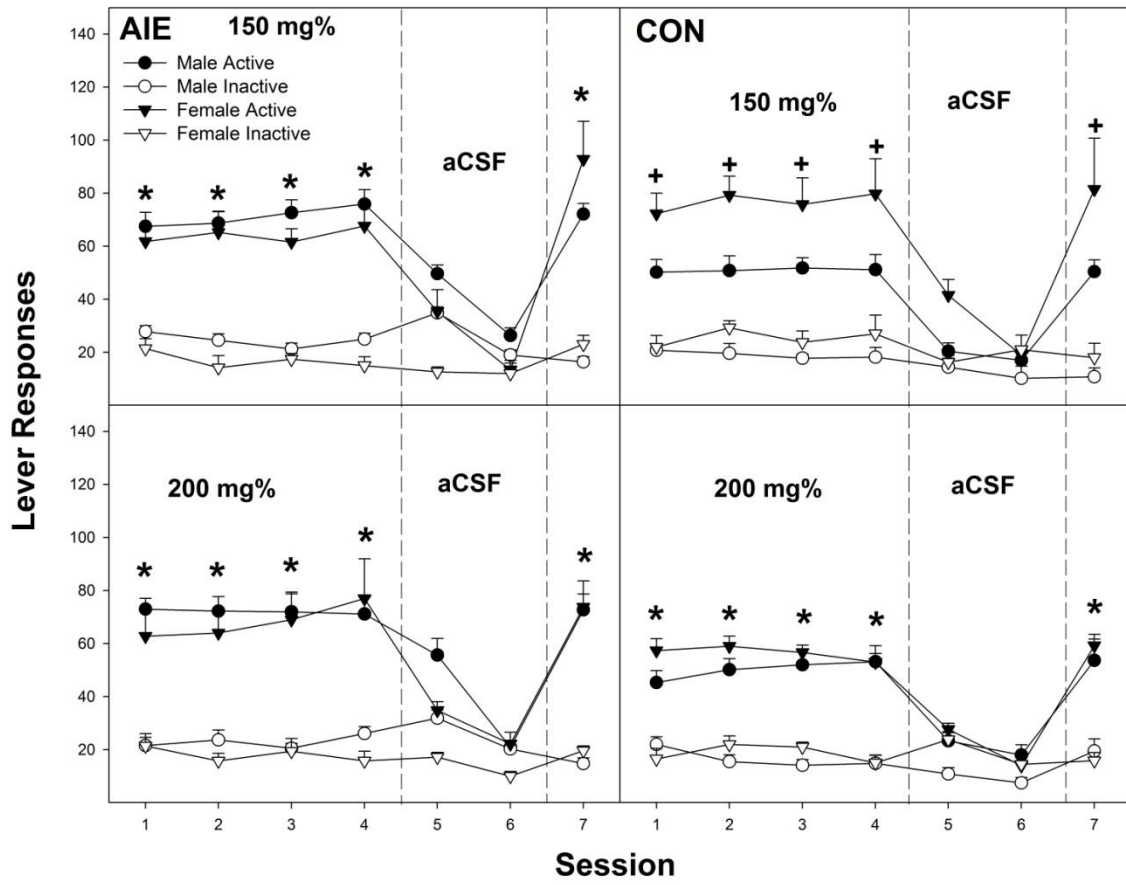 AIE
150 mg%
Male Active
Male Inactive
Female Active
Female Inactive
aCSF
*
*
*
*
*
140
120
100
80
60
40
20
CON
150 mg%
aCSF
+
+
+
+
+
200 mg%
aCSF
*
*
*
*
*
140
120
100
80
60
40
20
1 2 3 4 5 6 7
200 mg%
aCSF
*
*
*
*
*
1 2 3 4 5 6 7
Lever Responses
Session